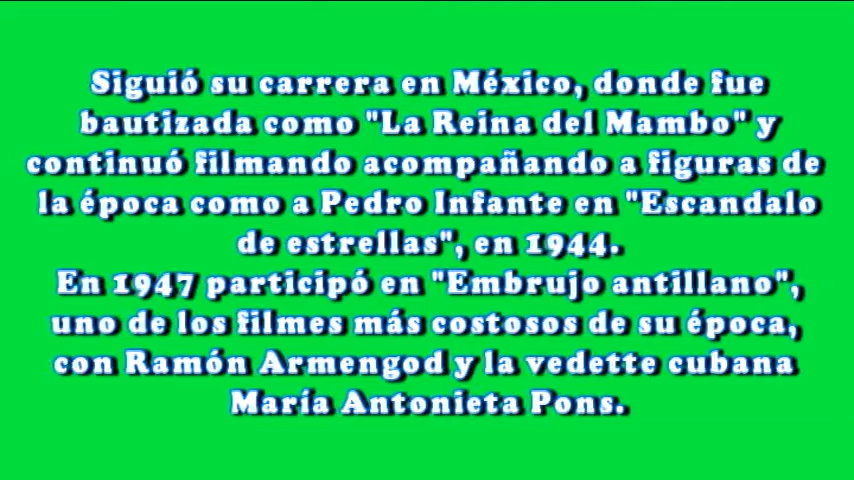 Siguió su carrera en México, donde fue
bautizada como "La Reina del Mambo" y
continuó filmando acompañando a figuras de
la época como a Pedro Infante en "Escandalo
de estrellas", en 1944.
En 1947 participó en "Embrujo antillano",
uno de los filmes más costosos de su época,
con Ramón Armengod y la vedette cubana
María Antonieta Pons.